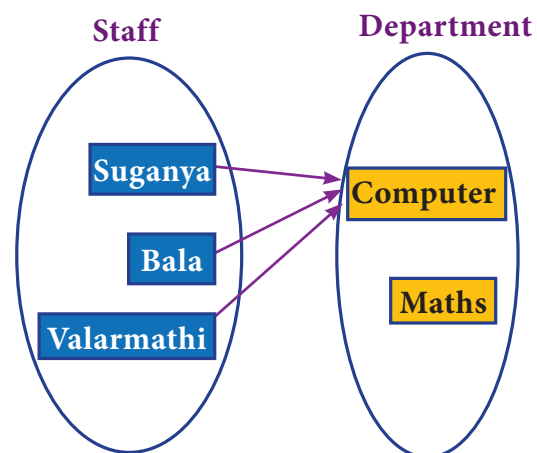 Staff
Department
Suganya
Bala
Valarmathi
Computer
Maths